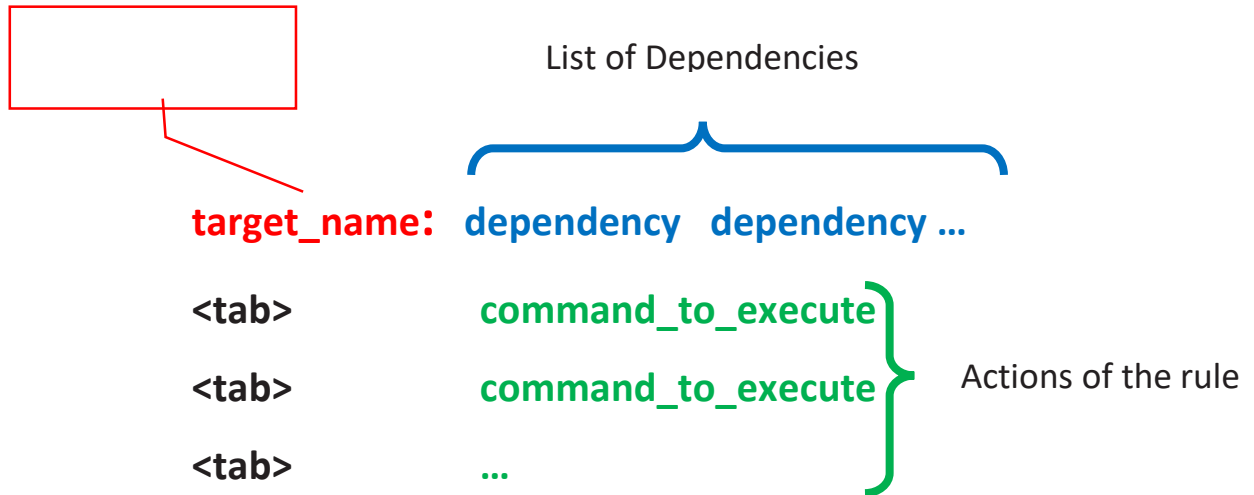 List of Dependencies
target_name: dependency dependency …
<tab> command_to_execute
<tab> command_to_execute
Actions of the rule
<tab> …